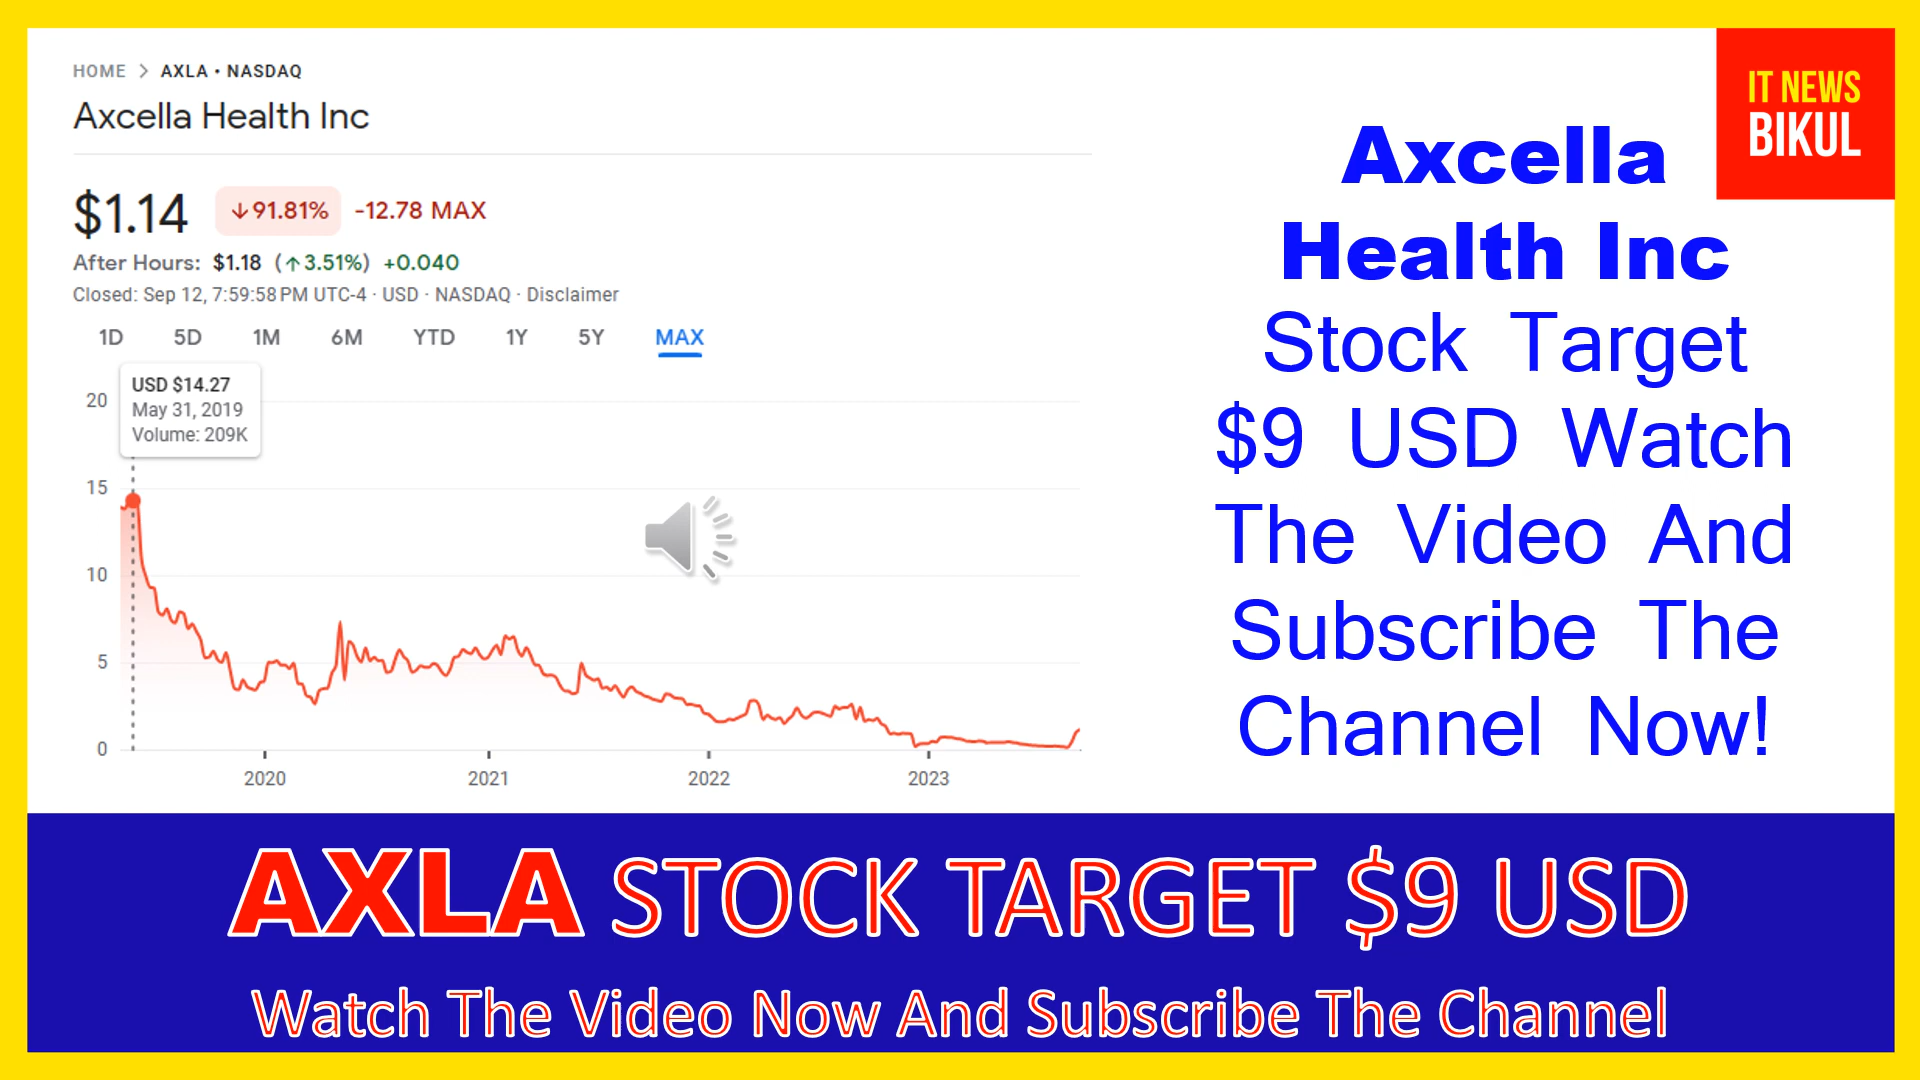 HOME > AXLA • NASDAQ
Axcella Health Inc
$1.14 ↓91.81% -12.78 MAX
After Hours: $1.18 (↑3.51%) +0.040
Closed: Sep 12, 7:59:58 PM UTC-4 · USD · NASDAQ · Disclaimer
1D 5D 1M 6M YTD 1Y 5Y MAX
USD $14.27
May 31, 2019
Volume: 209K
20
15
10
5
0
2020 2021 2022 2023
IT NEWS
BIKUL
Axcella
Health Inc
Stock Target
$9 USD Watch
The Video And
Subscribe The
Channel Now!
AXLA STOCK TARGET $9 USD
Watch The Video Now And Subscribe The Channel